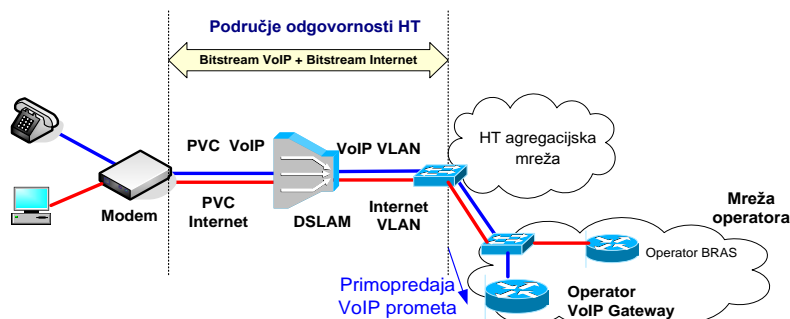 Područje odgovornosti HT
Bitstream VoIP + Bitstream Internet
PVC VoIP
VoIP VLAN
HT agregacijska
mreža
Modem
PVC
Internet
DSLAM
Internet
VLAN
Mreža
operatora
Operator BRAS
Primopredaja
VoIP prometa
Operator
VoIP Gateway